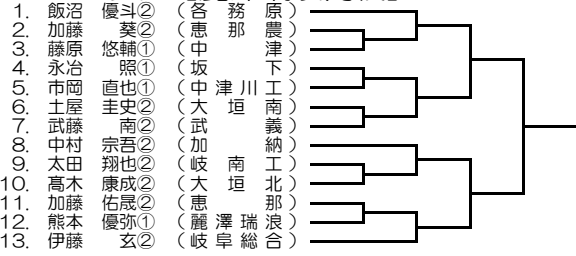 1. 飯沼 優斗② (各務原)
2. 加藤 葵② (恵那農)
3. 藤原 悠輔① (中津)
4. 永冶 照① (坂下)
5. 市岡 直也① (中津川工)
6. 土屋 圭史② (大垣南)
7. 武藤 南② (武義)
8. 中村 宗吾② (加納)
9. 太田 翔也② (岐南工)
10. 髙木 康成② (大垣北)
11. 加藤 佑晟② (恵那)
12. 熊本 優弥① (麗澤瑞浪)
13. 伊藤 玄② (岐阜総合)